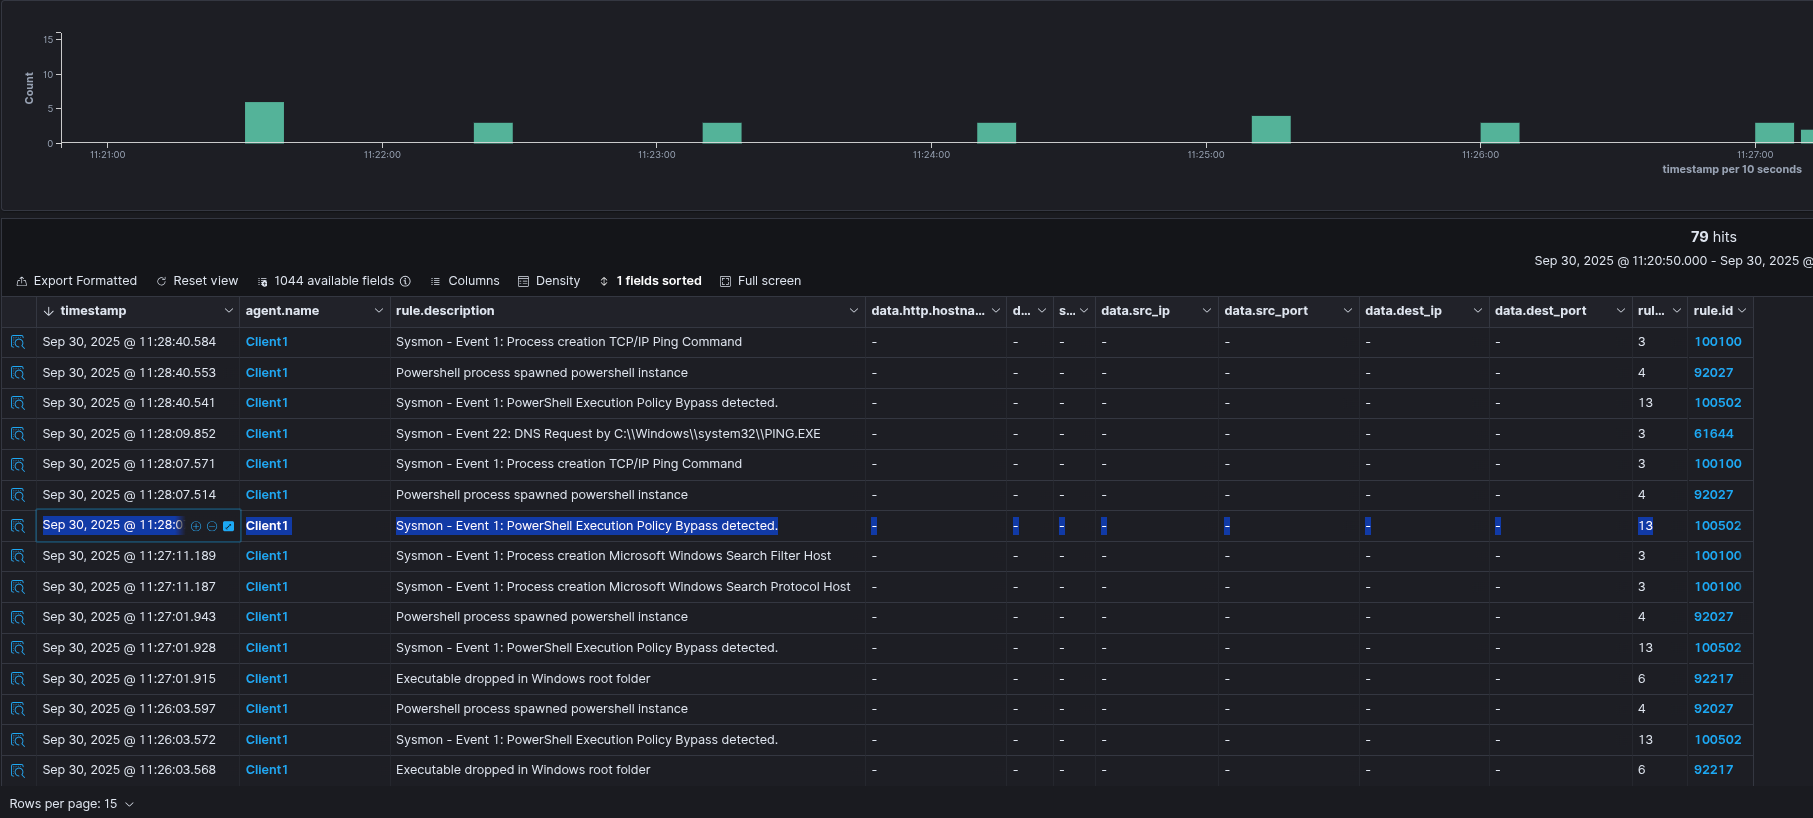 15
10
5
0
Count
11:21:00 11:22:00 11:23:00 11:24:00 11:25:00 11:26:00 11:27:00
timestamp per 10 seconds
79 hits
Sep 30, 2025 @ 11:20:50.000 - Sep 30, 2025 @
Export Formatted Reset view 1044 available fields Columns Density 1 fields sorted Full screen
timestamp agent.name rule.description data.http.hostna... d... s... data.src_ip data.src_port data.dest_ip data.dest_port rul... rule.id
Sep 30, 2025 @ 11:28:40.584 Client1 Sysmon - Event 1: Process creation TCP/IP Ping Command - - - - - - - 3 100100
Sep 30, 2025 @ 11:28:40.553 Client1 Powershell process spawned powershell instance - - - - - - - 4 92027
Sep 30, 2025 @ 11:28:40.541 Client1 Sysmon - Event 1: PowerShell Execution Policy Bypass detected. - - - - - - - 13 100502
Sep 30, 2025 @ 11:28:09.852 Client1 Sysmon - Event 22: DNS Request by C:\\Windows\\system32\\PING.EXE - - - - - - - 3 61644
Sep 30, 2025 @ 11:28:07.571 Client1 Sysmon - Event 1: Process creation TCP/IP Ping Command - - - - - - - 3 100100
Sep 30, 2025 @ 11:28:07.514 Client1 Powershell process spawned powershell instance - - - - - - - 4 92027
Sep 30, 2025 @ 11:28:0 Client1 Sysmon - Event 1: PowerShell Execution Policy Bypass detected. - - - - - - - 13 100502
Sep 30, 2025 @ 11:27:11.189 Client1 Sysmon - Event 1: Process creation Microsoft Windows Search Filter Host - - - - - - - 3 100100
Sep 30, 2025 @ 11:27:11.187 Client1 Sysmon - Event 1: Process creation Microsoft Windows Search Protocol Host - - - - - - - 3 100100
Sep 30, 2025 @ 11:27:01.943 Client1 Powershell process spawned powershell instance - - - - - - - 4 92027
Sep 30, 2025 @ 11:27:01.928 Client1 Sysmon - Event 1: PowerShell Execution Policy Bypass detected. - - - - - - - 13 100502
Sep 30, 2025 @ 11:27:01.915 Client1 Executable dropped in Windows root folder - - - - - - - 6 92217
Sep 30, 2025 @ 11:26:03.597 Client1 Powershell process spawned powershell instance - - - - - - - 4 92027
Sep 30, 2025 @ 11:26:03.572 Client1 Sysmon - Event 1: PowerShell Execution Policy Bypass detected. - - - - - - - 13 100502
Sep 30, 2025 @ 11:26:03.568 Client1 Executable dropped in Windows root folder - - - - - - - 6 92217
Rows per page: 15